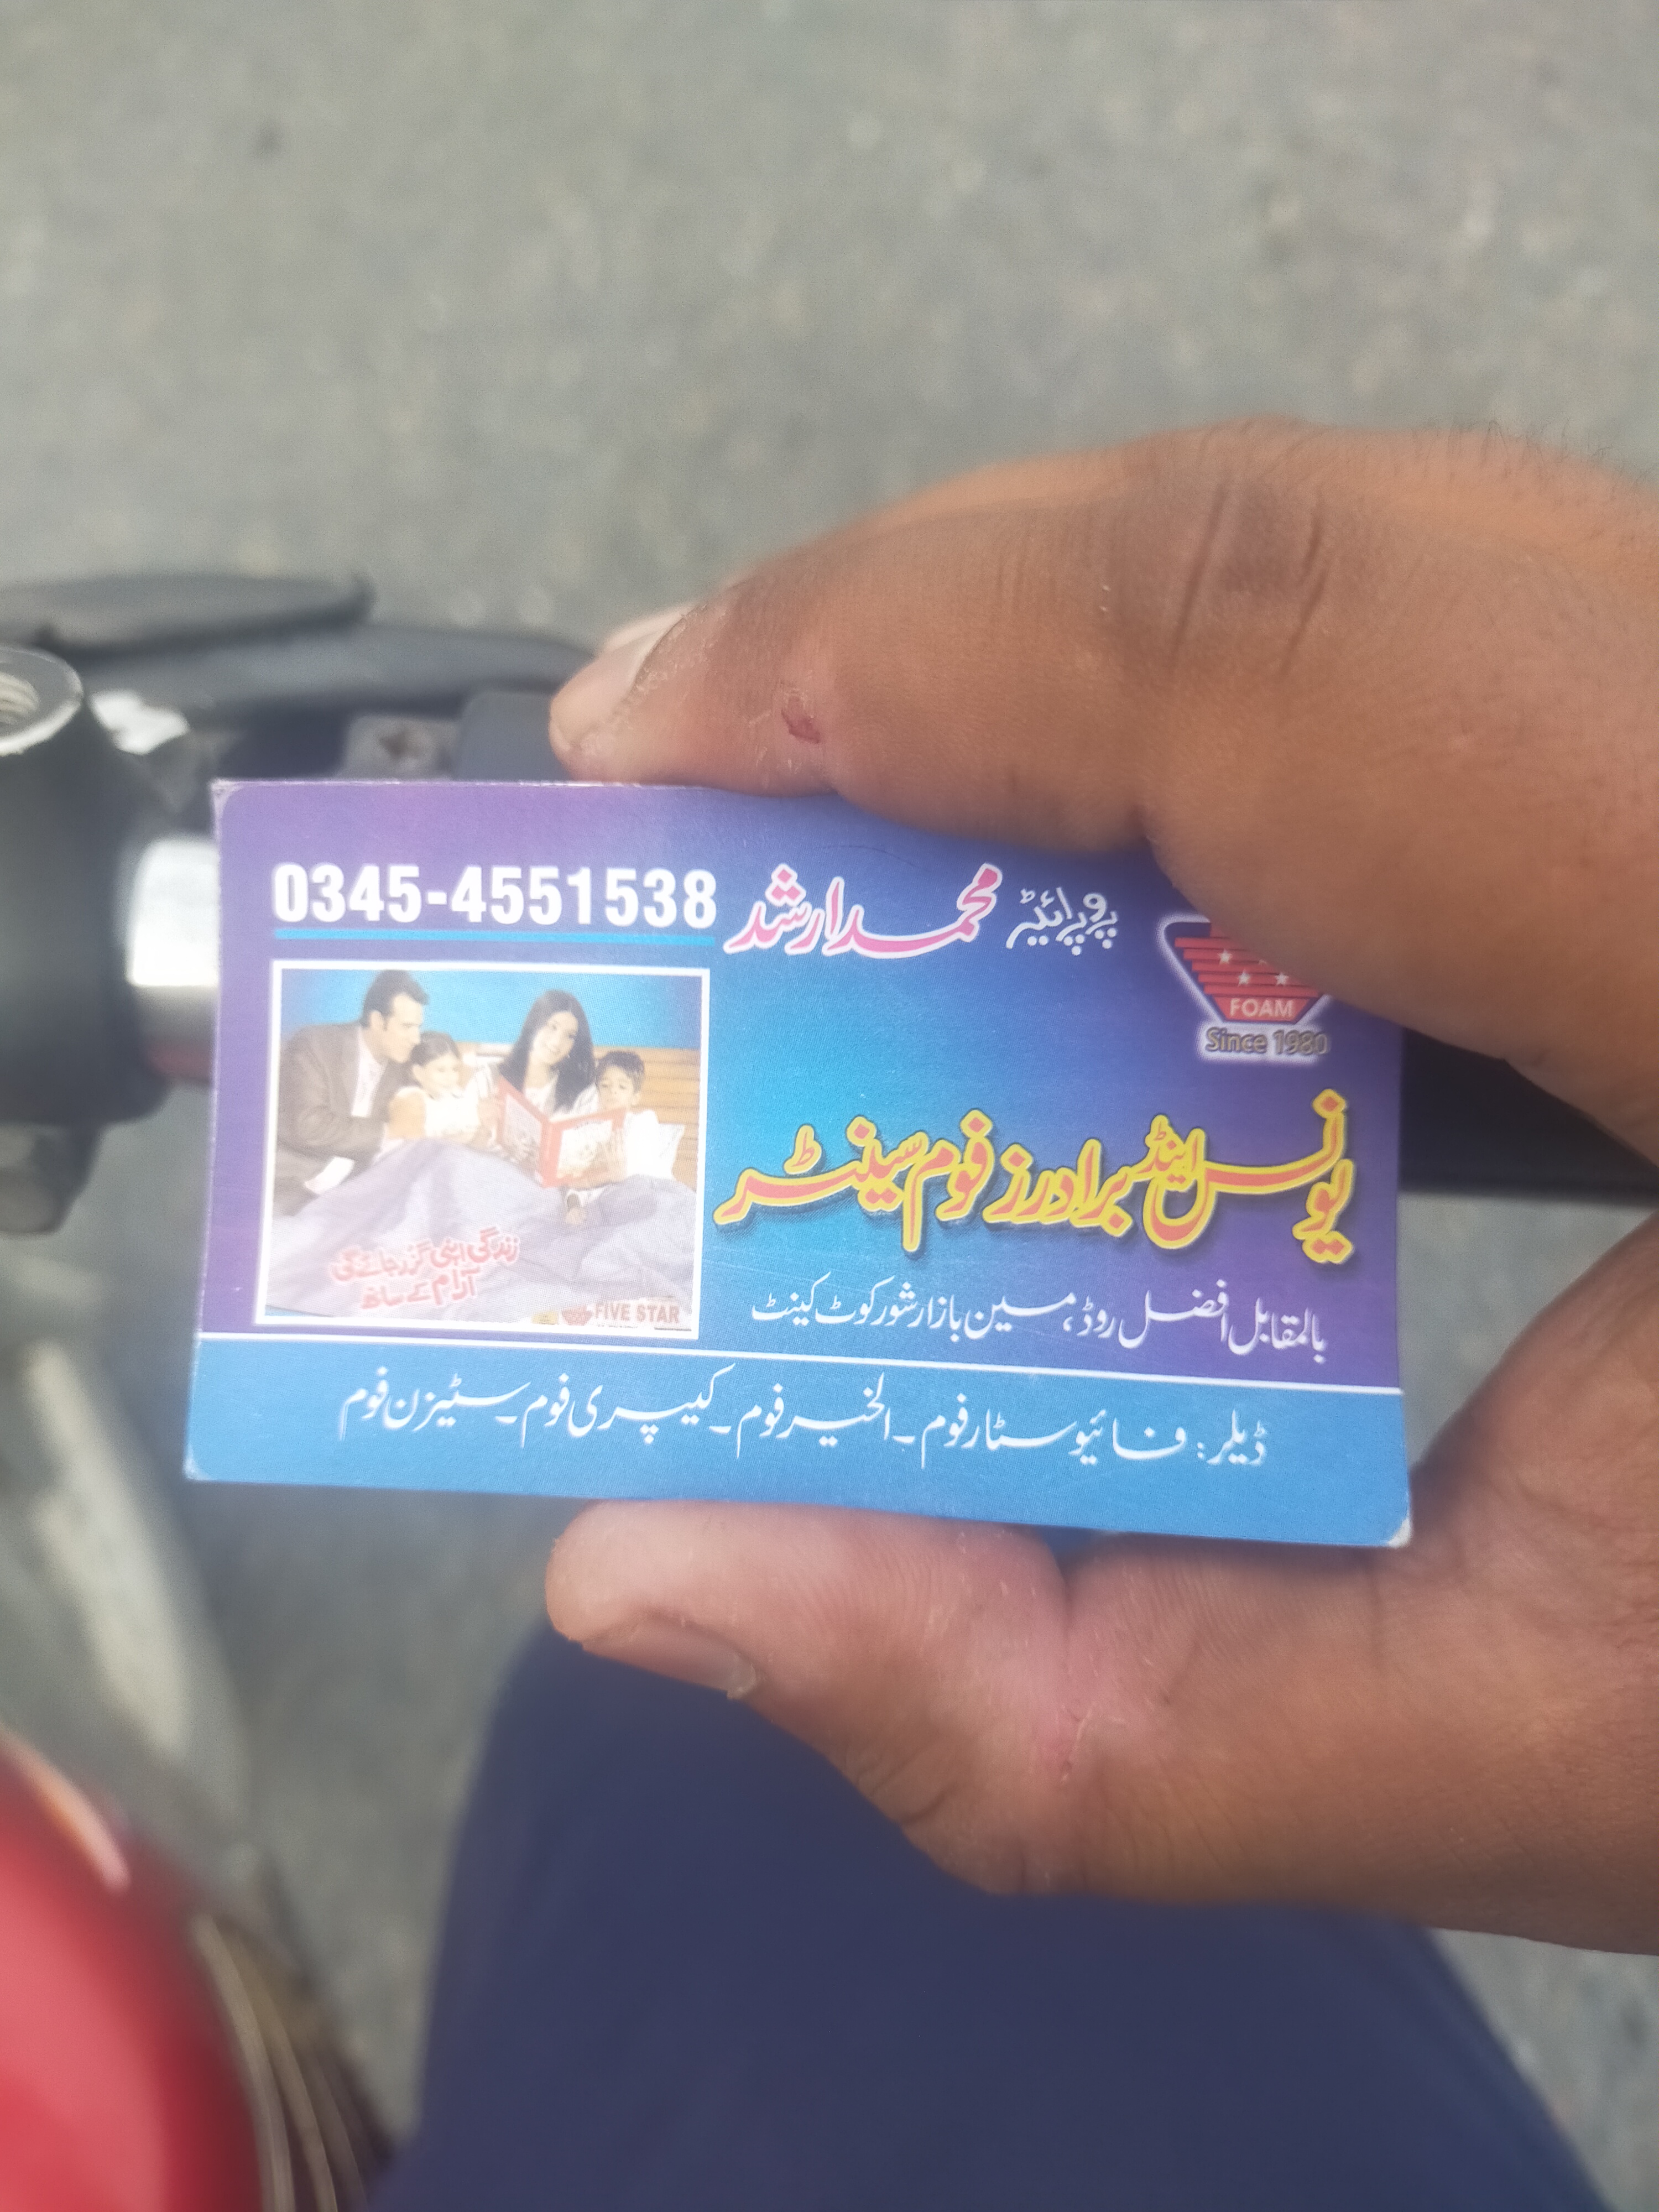 پروپرائیٹر محمد ارشد 0345-4551538
FOAM
Since 1980
یونس اینڈ برادرز فوم سینٹر
بالمقابل افضل روڈ، مین بازار شورکوٹ کینٹ
زندگی اپنی گزر جائے گی
آرام کے ساتھ
FIVE STAR
ڈیلر: فائیو سٹار فوم ۔ الخیر فوم ۔ کیپری فوم ۔ سٹیزن فوم